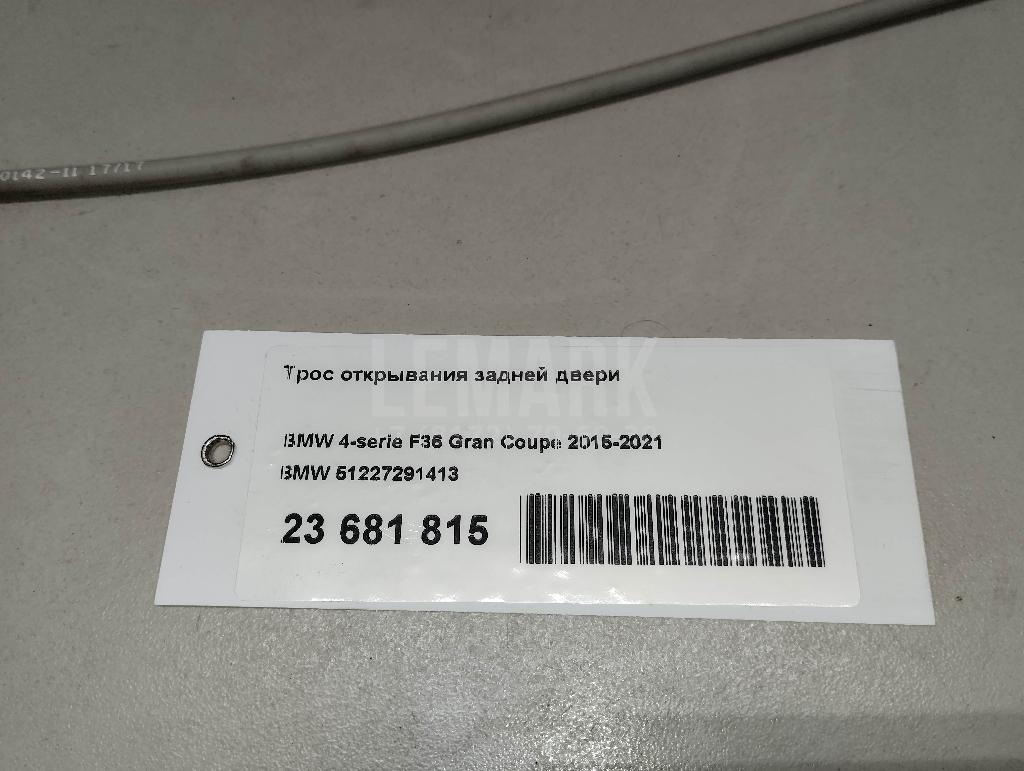 0142-11 17/17
LEMARK
Трос открывания задней двери
BMW 4-serie F36 Gran Coupe 2015-2021
BMW 51227291413
23 681 815